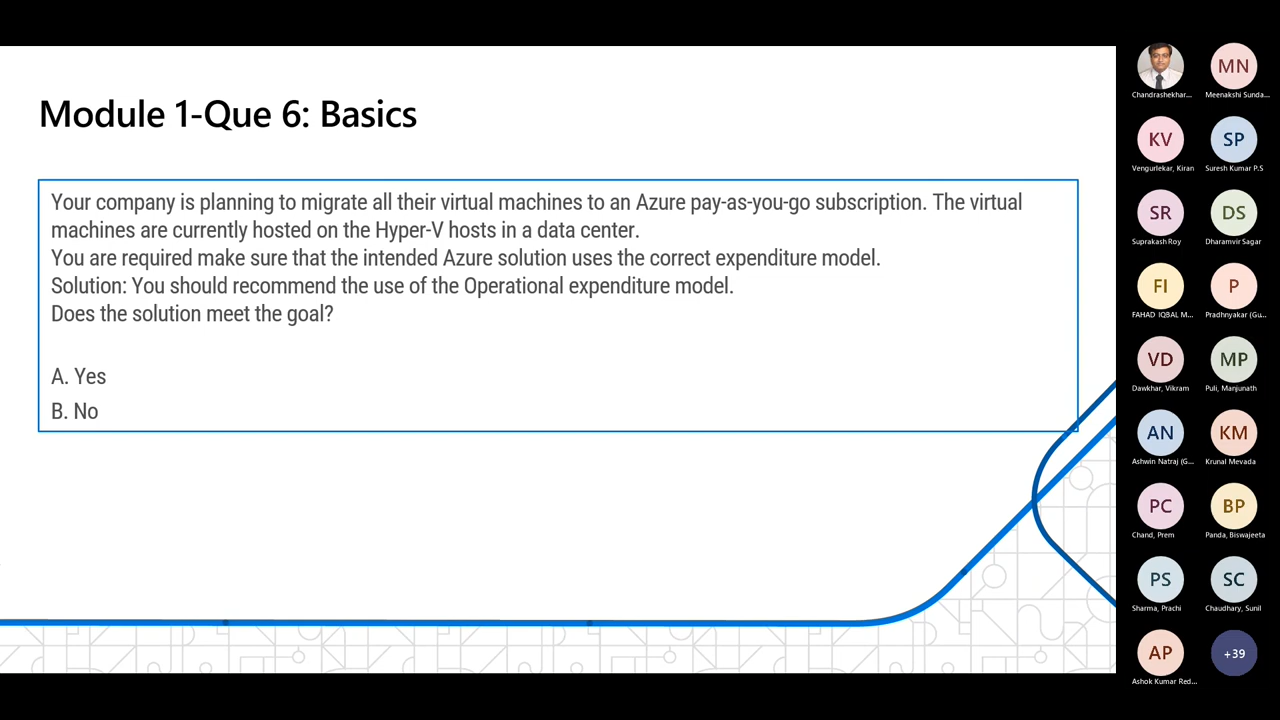 Module 1-Que 6: Basics
Your company is planning to migrate all their virtual machines to an Azure pay-as-you-go subscription. The virtual
machines are currently hosted on the Hyper-V hosts in a data center.
You are required make sure that the intended Azure solution uses the correct expenditure model.
Solution: You should recommend the use of the Operational expenditure model.
Does the solution meet the goal?
A. Yes
B. No
Chandrashekhar...
MN
Meenakshi Sunda...
KV
Vengurlekar, Kiran
SP
Suresh Kumar P.S
SR
Suprakash Roy
DS
Dharamvir Sagar
FI
FAHAD IQBAL M...
P
Pradhnyakar (Gu...
VD
Dawkhar, Vikram
MP
Puli, Manjunath
AN
Ashwin Natraj (G...
KM
Krunal Mevada
PC
Chand, Prem
BP
Panda, Biswajeeta
PS
Sharma, Prachi
SC
Chaudhary, Sunil
AP
Ashok Kumar Red...
+39